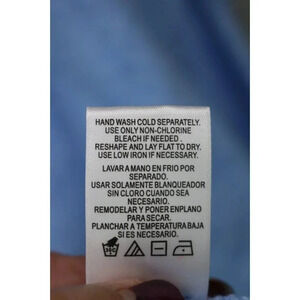 HAND WASH COLD SEPARATELY.
USE ONLY NON-CHLORINE
BLEACH IF NEEDED.
RESHAPE AND LAY FLAT TO DRY.
USE LOW IRON IF NECESSARY.
LAVAR A MANO EN FRIO POR
SEPARADO.
USAR SOLAMENTE BLANQUEADOR
SIN CLORO CUANDO SEA
NECESARIO.
REMODELAR Y PONER ENPLANO
PARA SECAR.
PLANCHAR A TEMPERATURA BAJA
SI ES NECESARIO.